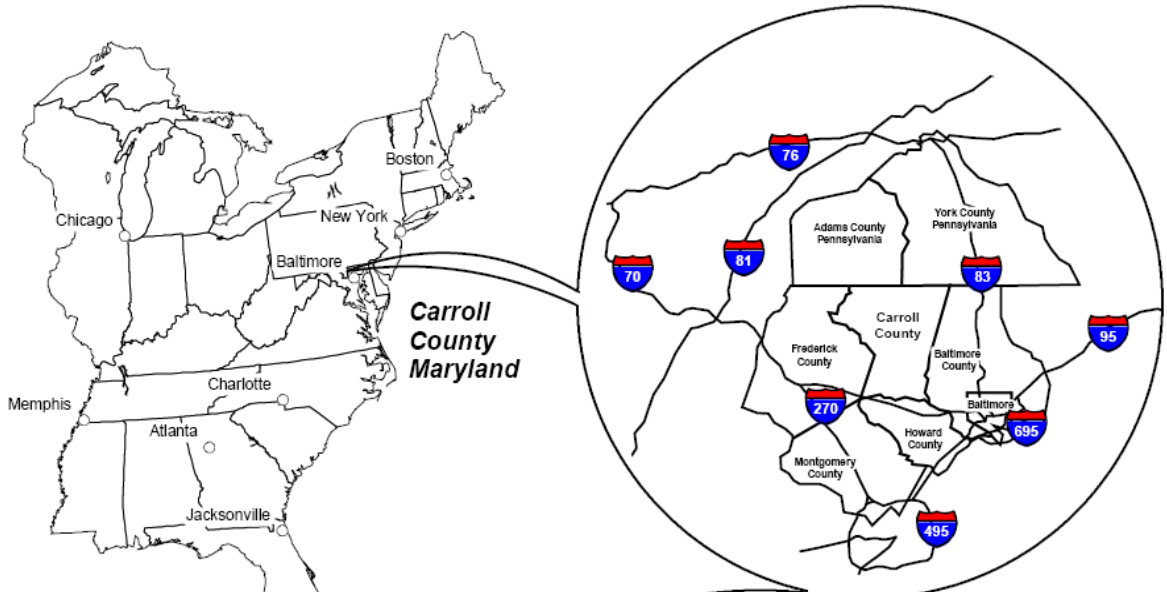 Boston
Chicago
New York
Baltimore
Carroll
County
Maryland
Charlotte
Memphis
Atlanta
Jacksonville
76
Adams County
Pennsylvania
York County
Pennsylvania
70
81
83
Carroll
County
95
Frederick
County
Baltimore
County
270
Baltimore
695
Howard
County
Montgomery
County
495